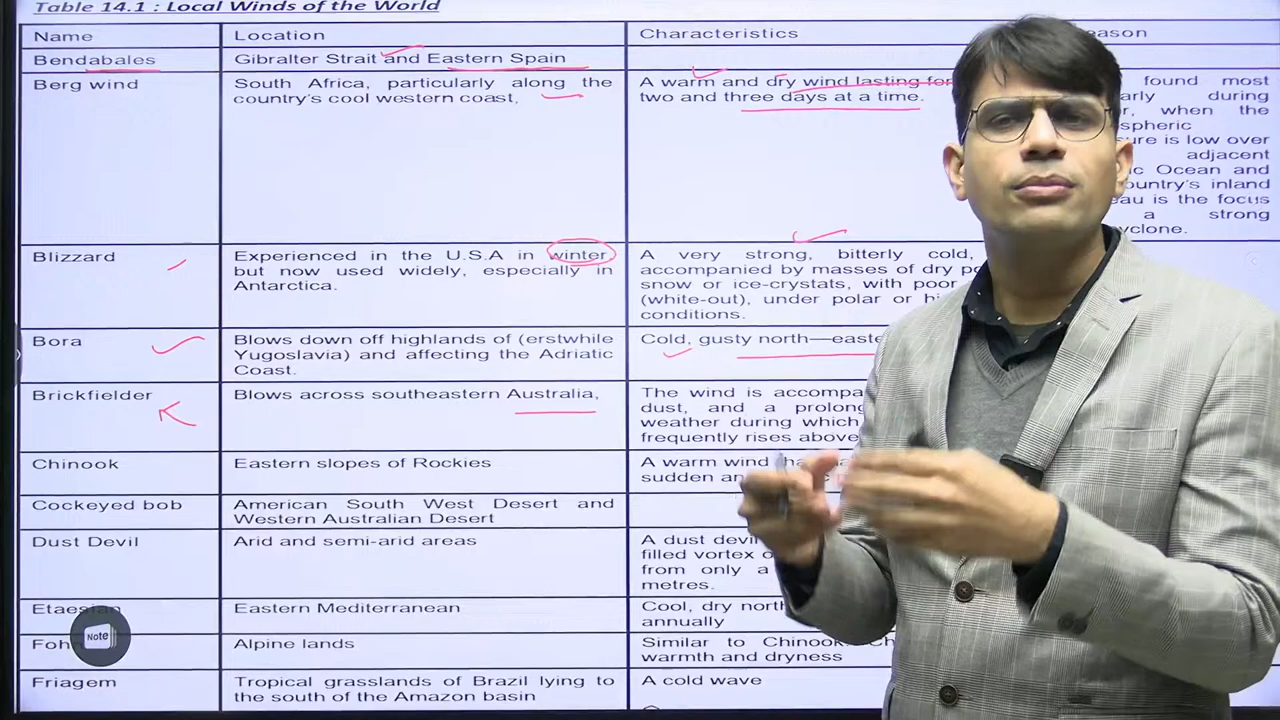 Table 14.1 : Local Winds of the World
Name Location Characteristics
Bendabales Gibralter Strait and Eastern Spain
Berg wind South Africa, particularly along the A warm and dry wind lasting for found most
country's cool western coast, two and three days at a time. when the
is low over
adjacent
Ocean and
inland
is the focus
a strong
Blizzard Experienced in the U.S.A in winter A very strong, bitterly cold,
but now used widely, especially in accompanied by masses of dry
Antarctica. snow or ice-crystats, with poor
(white-out), under polar or
conditions.
Bora Blows down off highlands of (erstwhile Cold, gusty
Yugoslavia) and affecting the Adriatic
Coast.
Brickfielder Blows across southeastern Australia, The wind is
dust, and a
weather during which
frequently rises above
Chinook Eastern slopes of Rockies A warm wind
sudden
Cockeyed bob American South West Desert and
Western Australian Desert
Dust Devil Arid and semi-arid areas A dust
filled vortex
from only a
metres.
Etaesian Eastern Mediterranean Cool, dry
annually
Alpine lands Similar to Chinook
warmth and dryness
Note
Friagem Tropical grasslands of Brazil lying to A cold wave
the south of the Amazon basin